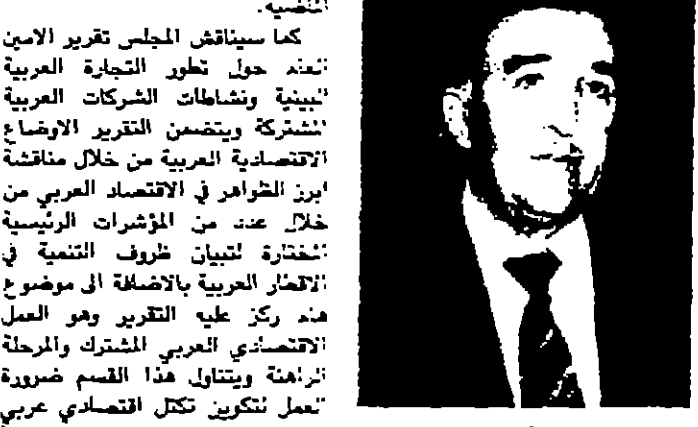 كما سيناقش المجلس تقرير الامين
العام حول تطور التجارة العربية
البينية ونشاطات الشركات العربية
المشتركة ويتضمن التقرير الاوضاع
الاقتصادية العربية من خلال مناقشة
ابرز الظواهر في الاقتصاد العربي من
خلال عدد من المؤشرات الرئيسية
المختارة لتبيان ظروف التنمية في
الاقطار العربية بالاضافة الى موضوع
هام ركز عليه التقرير وهو العمل
الاقتصادي العربي المشترك والمرحلة
الراهنة ويتناول هذا القسم ضرورة
العمل لتكوين تكتل اقتصادي عربي